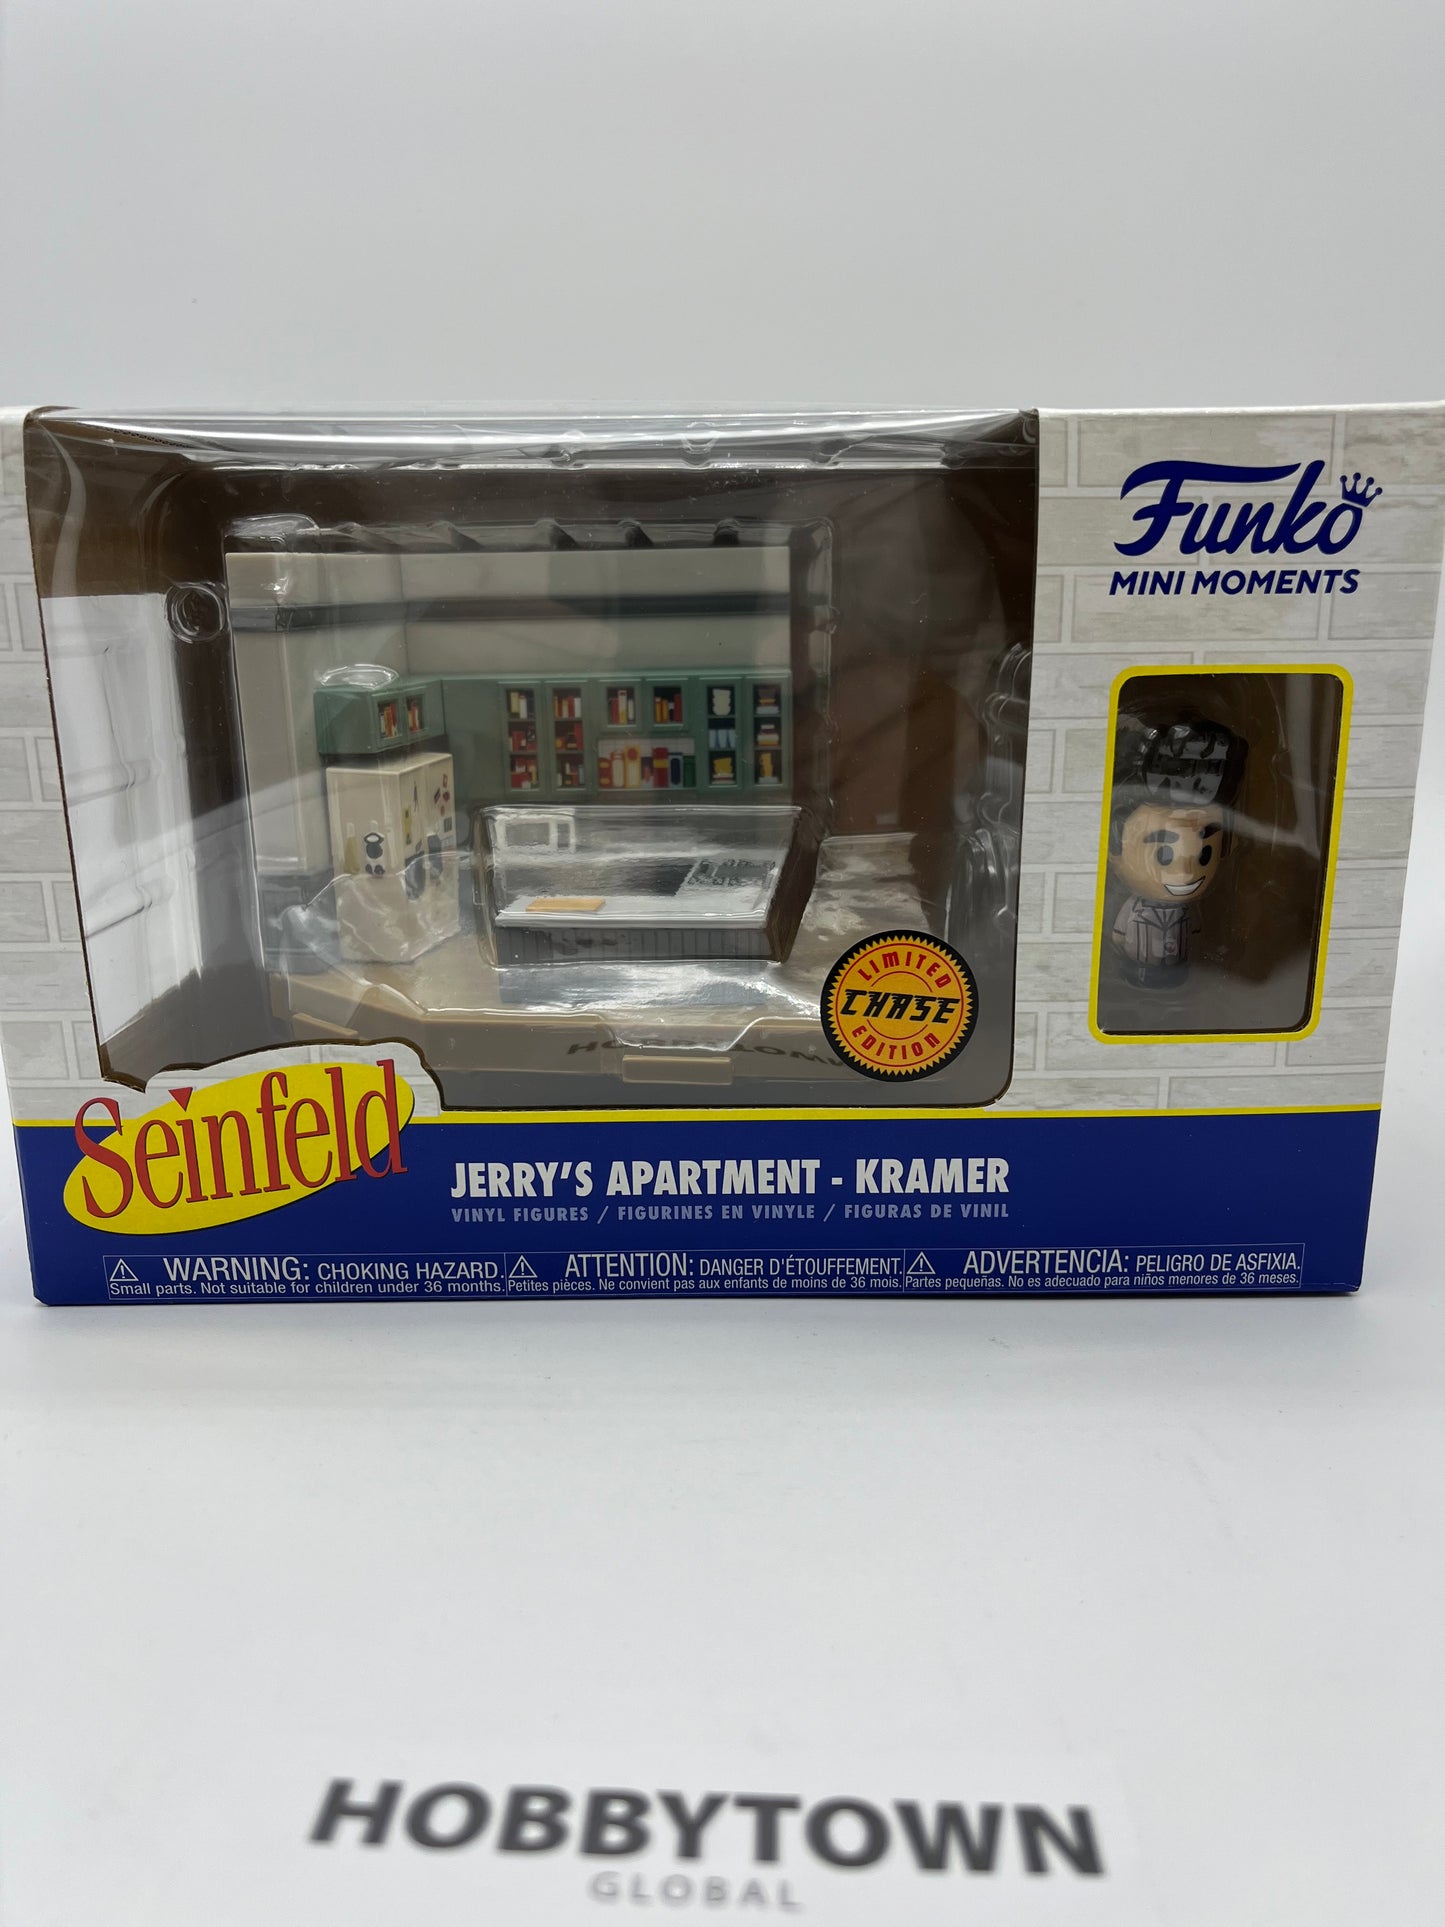 Funko
MINI MOMENTS
LIMITED
CHASE
EDITION
Seinfeld
JERRY'S APARTMENT - KRAMER
VINYL FIGURES / FIGURINES EN VINYLE / FIGURAS DE VINIL
⚠ WARNING: CHOKING HAZARD.
Small parts. Not suitable for children under 36 months.
⚠ ATTENTION: DANGER D'ÉTOUFFEMENT.
Petites pièces. Ne convient pas aux enfants de moins de 36 mois.
⚠ ADVERTENCIA: PELIGRO DE ASFIXIA.
Partes pequeñas. No es adecuado para niños menores de 36 meses.
HOBBYTOWN
GLOBAL